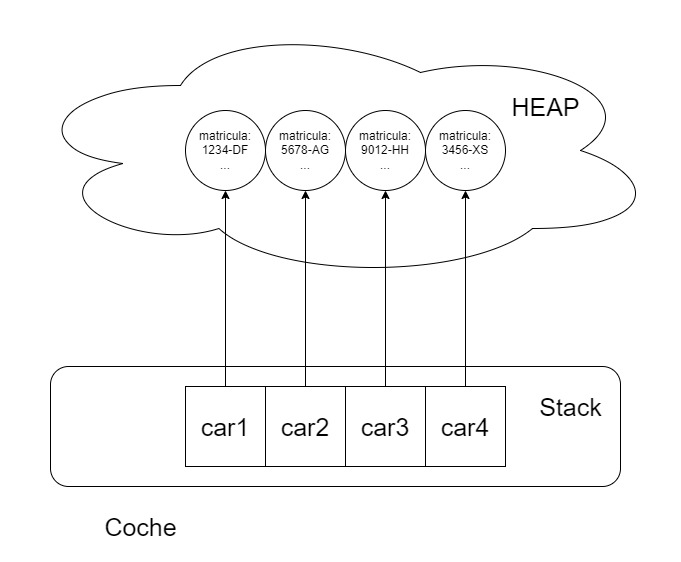 HEAP
matricula:
1234-DF
...
matricula:
5678-AG
...
matricula:
9012-HH
...
matricula:
3456-XS
...
Stack
car1
car2
car3
car4
Coche